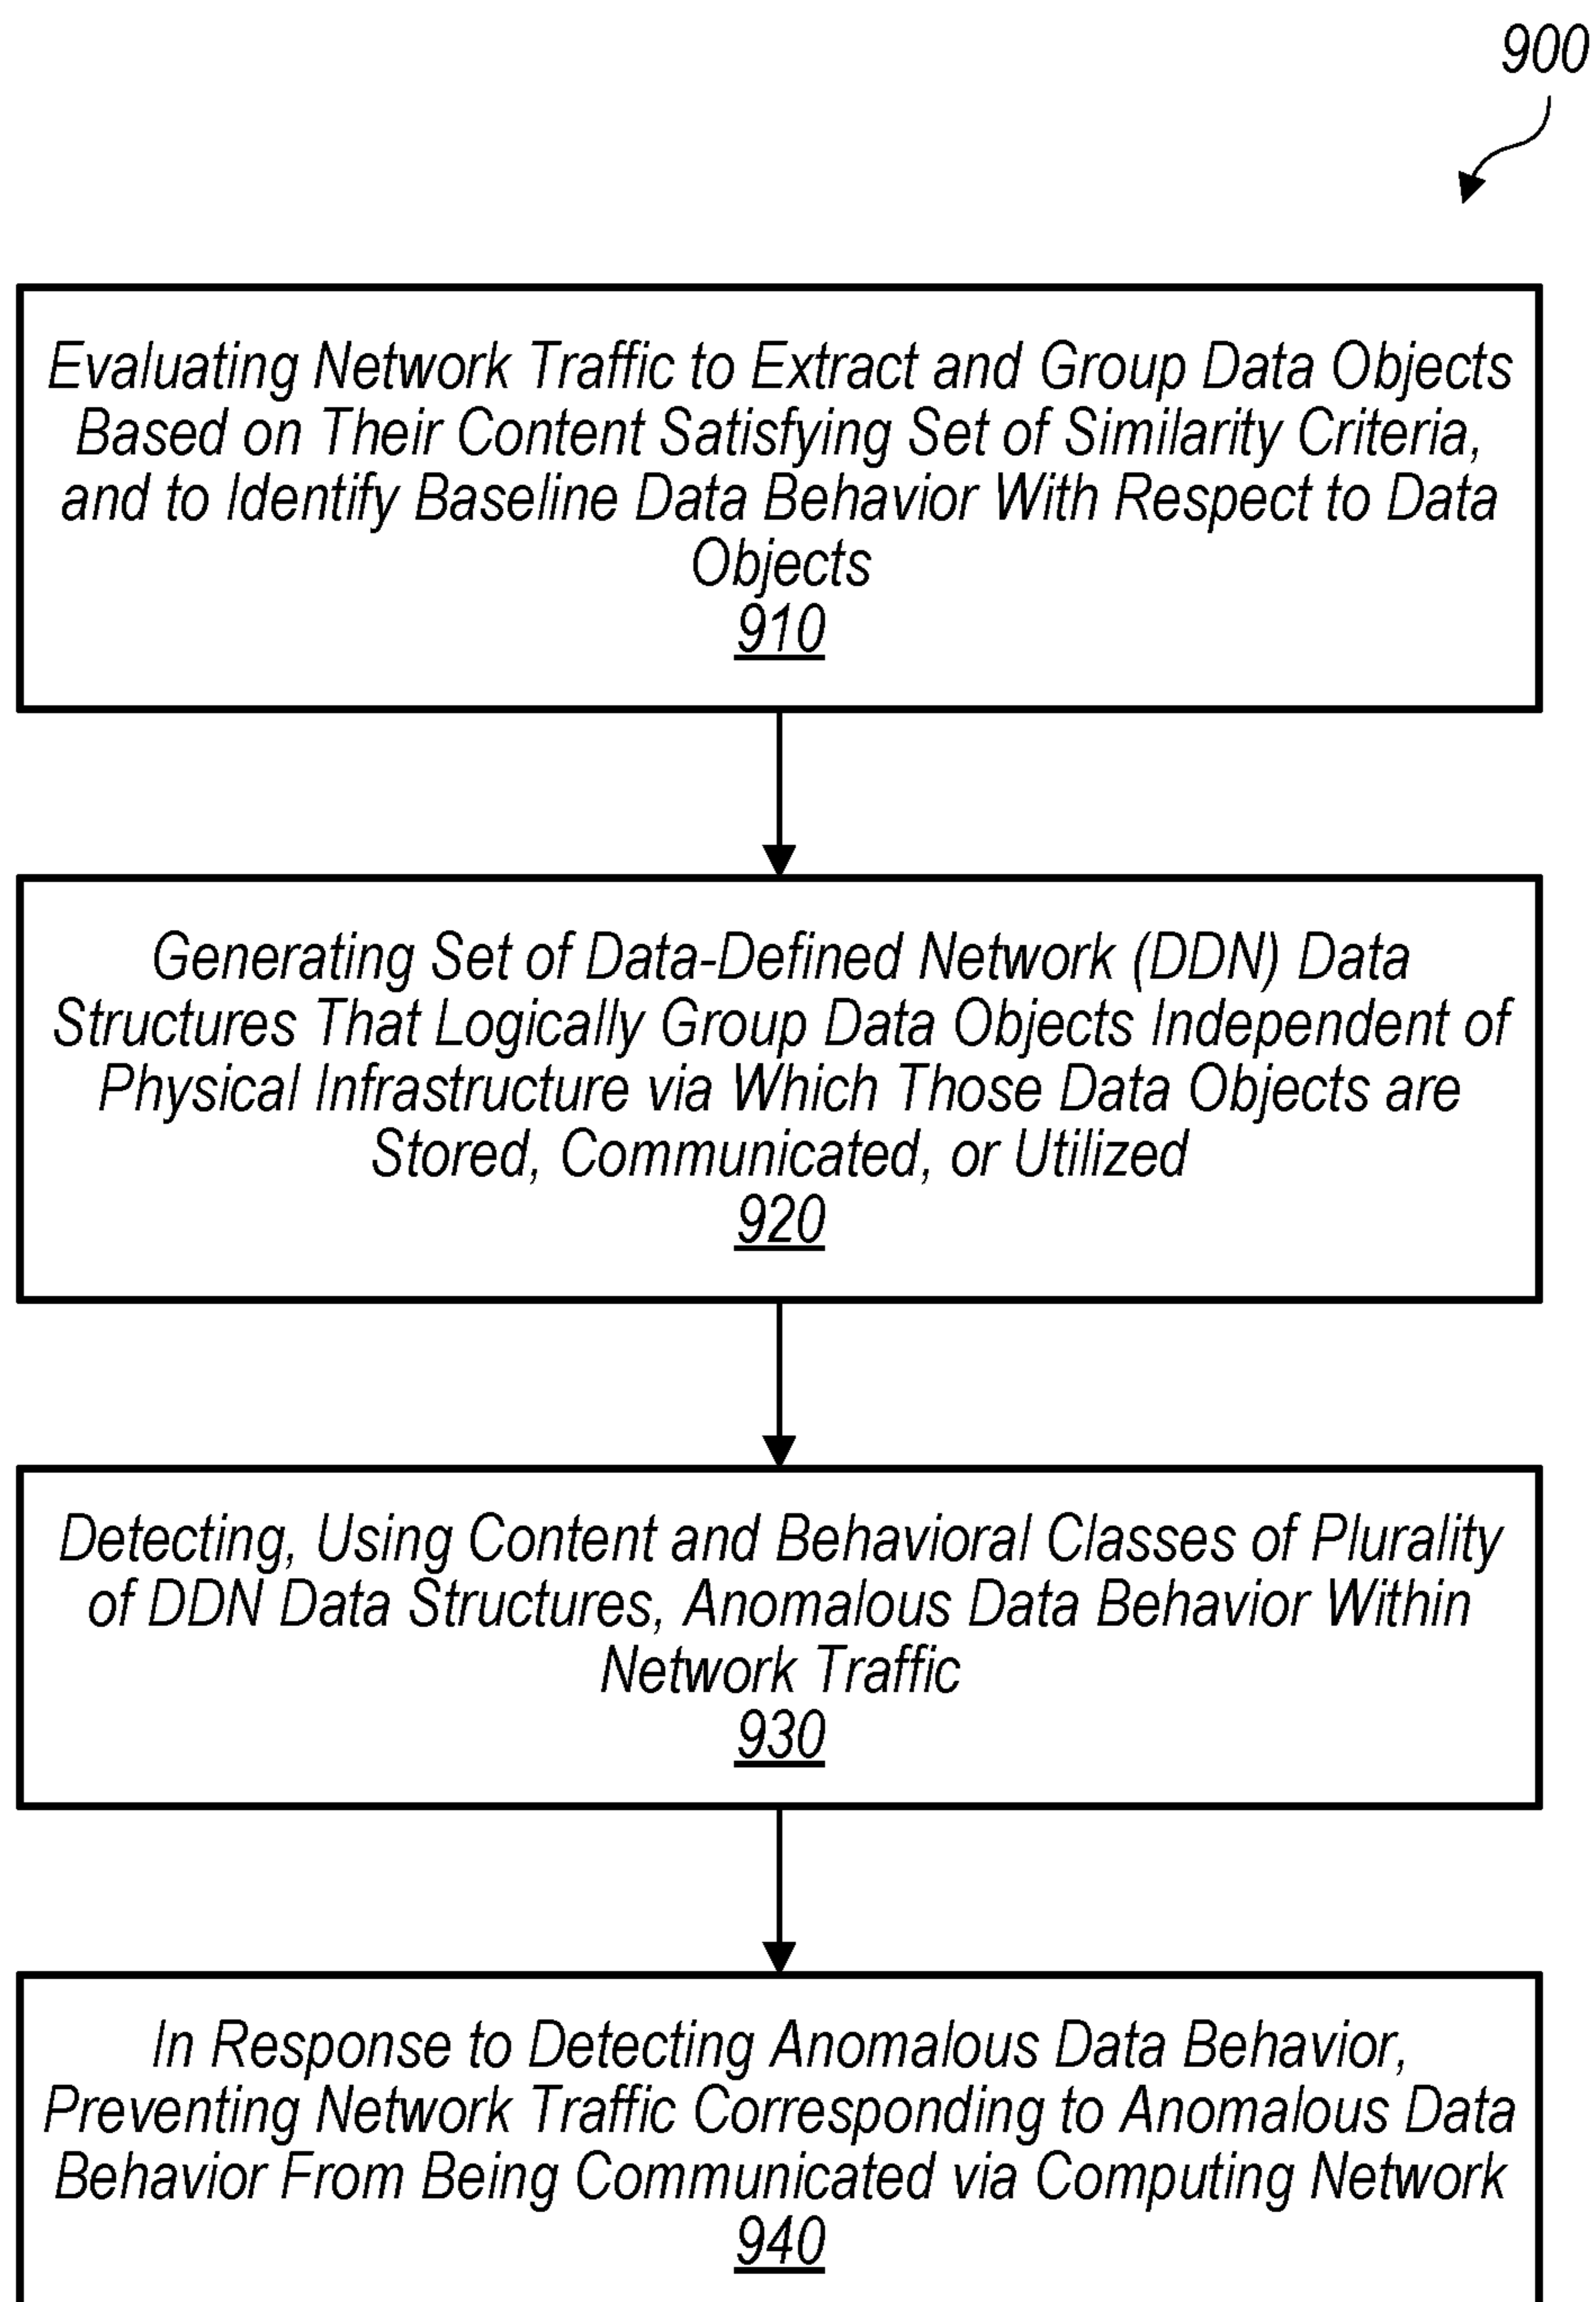 900
Evaluating Network Traffic to Extract and Group Data Objects
Based on Their Content Satisfying Set of Similarity Criteria,
and to Identify Baseline Data Behavior With Respect to Data
Objects
910
Generating Set of Data-Defined Network (DDN) Data
Structures That Logically Group Data Objects Independent of
Physical Infrastructure via Which Those Data Objects are
Stored, Communicated, or Utilized
920
Detecting, Using Content and Behavioral Classes of Plurality
of DDN Data Structures, Anomalous Data Behavior Within
Network Traffic
930
In Response to Detecting Anomalous Data Behavior,
Preventing Network Traffic Corresponding to Anomalous Data
Behavior From Being Communicated via Computing Network
940